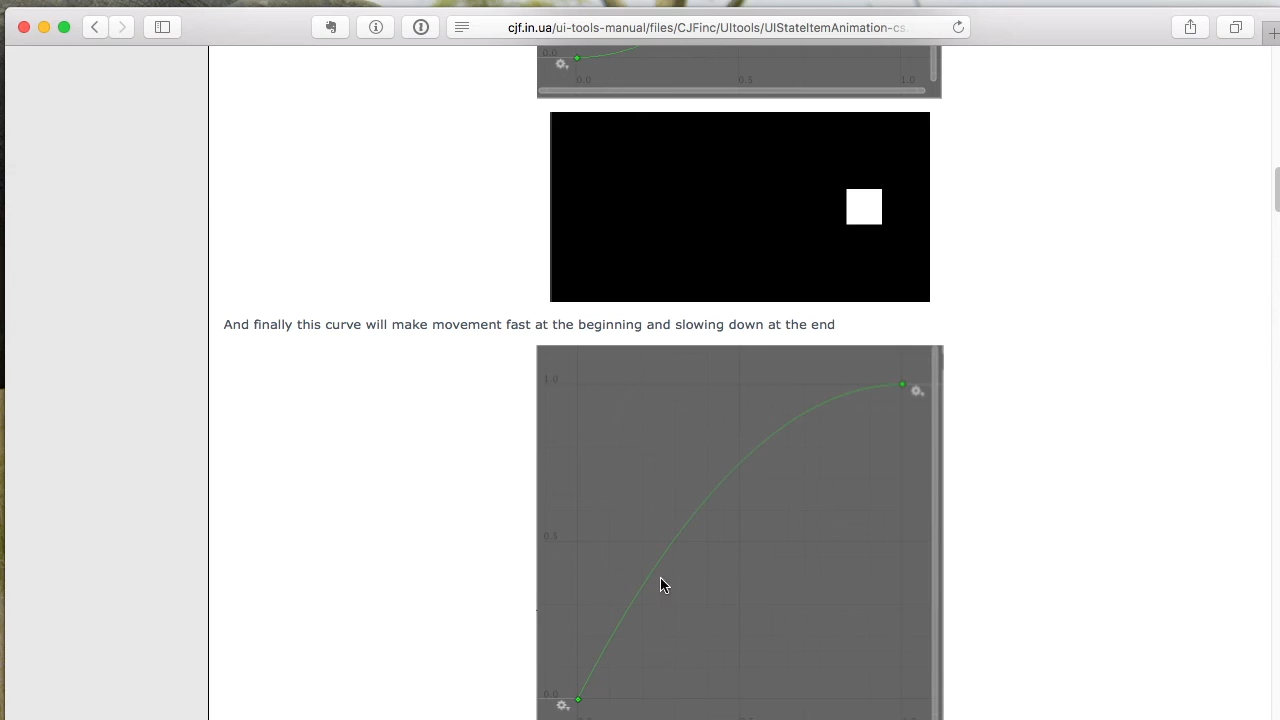 cjf.in.ua/ui-tools-manual/files/CJFinc/UItools/UIStateItemAnimation-cs.
0.0
0.0 0.5 1.0
And finally this curve will make movement fast at the beginning and slowing down at the end
1.0
0.5
0.0